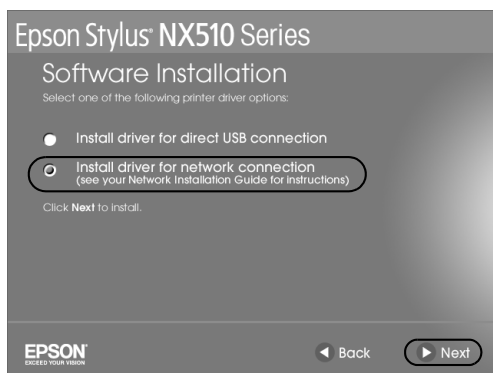 Epson Stylus® NX510 Series
Software Installation
Select one of the following printer driver options:
Install driver for direct USB connection
Install driver for network connection
(see your Network Installation Guide for instructions)
Click Next to install.
EPSON®
EXCEED YOUR VISION
Back
Next